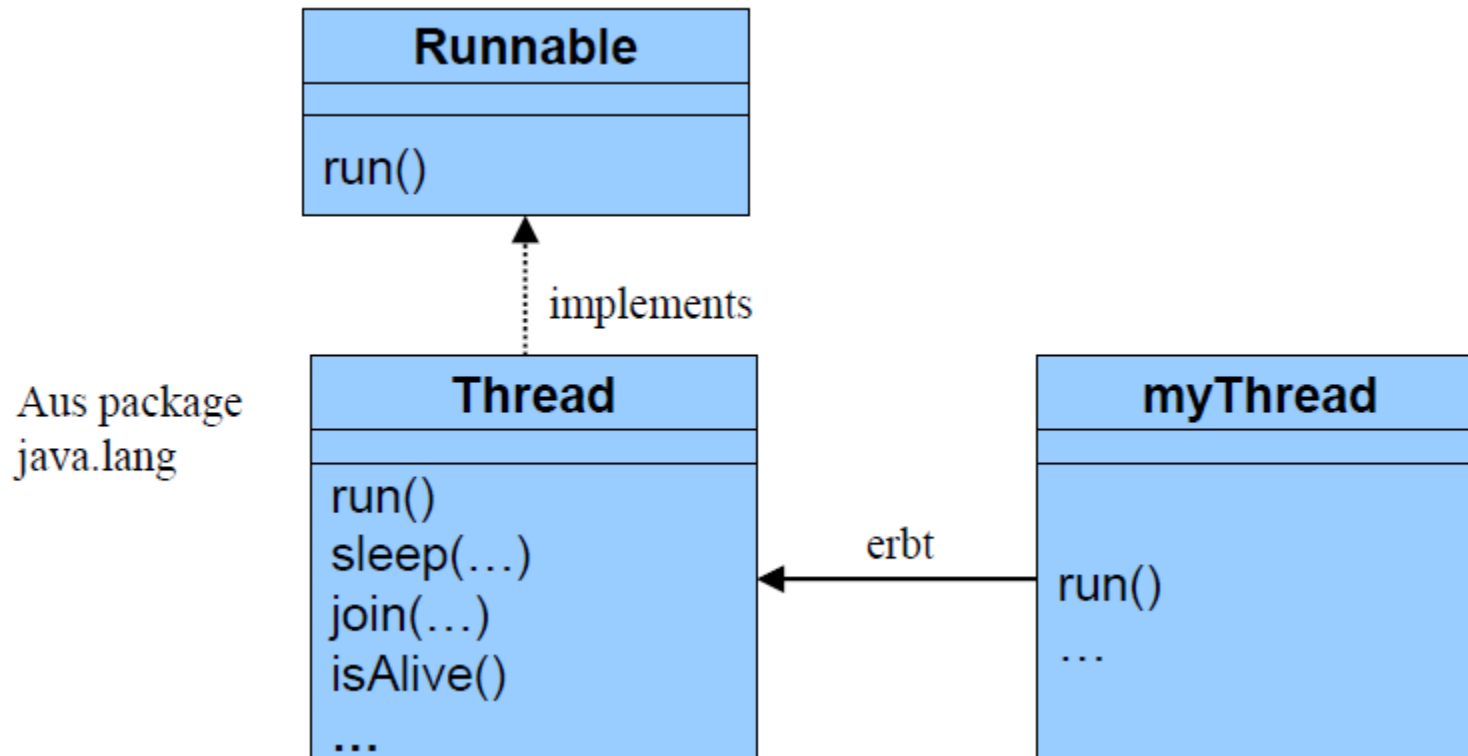 Runnable
run()
implements
Aus package
java.lang
Thread
run()
sleep(…)
join(…)
isAlive()
…
erbt
myThread
run()
…